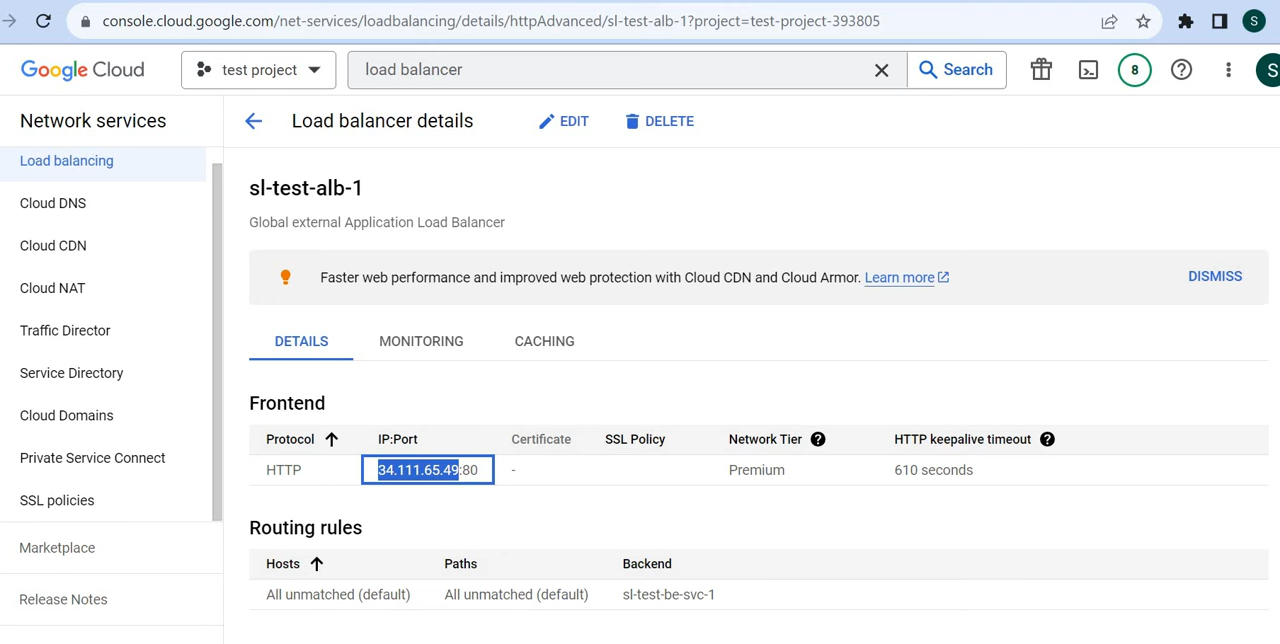 console.cloud.google.com/net-services/loadbalancing/details/httpAdvanced/sl-test-alb-1?project=test-project-393805
S
Google Cloud
test project
load balancer
Search
8
S
Network services
Load balancer details
EDIT
DELETE
Load balancing
Cloud DNS
Cloud CDN
Cloud NAT
Traffic Director
Service Directory
Cloud Domains
Private Service Connect
SSL policies
Marketplace
Release Notes
sl-test-alb-1
Global external Application Load Balancer
Faster web performance and improved web protection with Cloud CDN and Cloud Armor. Learn more
DISMISS
DETAILS MONITORING CACHING
Frontend
Protocol IP:Port Certificate SSL Policy Network Tier HTTP keepalive timeout
HTTP 34.111.65.49:80 - Premium 610 seconds
Routing rules
Hosts Paths Backend
All unmatched (default) All unmatched (default) sl-test-be-svc-1